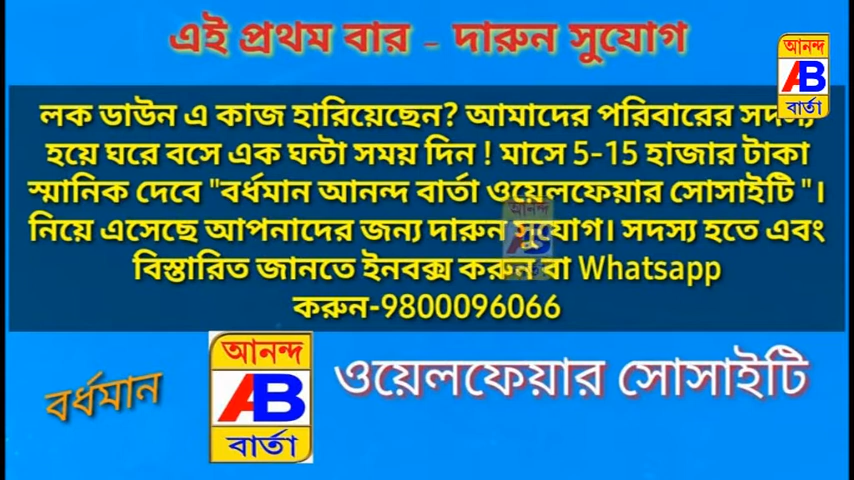 এই প্রথম বার - দারুন সুযোগ
আনন্দ
AB
বার্তা
লক ডাউন এ কাজ হারিয়েছেন? আমাদের পরিবারের সদস্য
হয়ে ঘরে বসে এক ঘন্টা সময় দিন ! মাসে 5-15 হাজার টাকা
স্মানিক দেবে "বর্ধমান আনন্দ বার্তা ওয়েলফেয়ার সোসাইটি "।
নিয়ে এসেছে আপনাদের জন্য দারুন সুযোগ। সদস্য হতে এবং
বিস্তারিত জানতে ইনবক্স করুন বা Whatsapp
করুন-9800096066
আনন্দ
AB
বর্ধমান
আনন্দ
AB
বার্তা
ওয়েলফেয়ার সোসাইটি